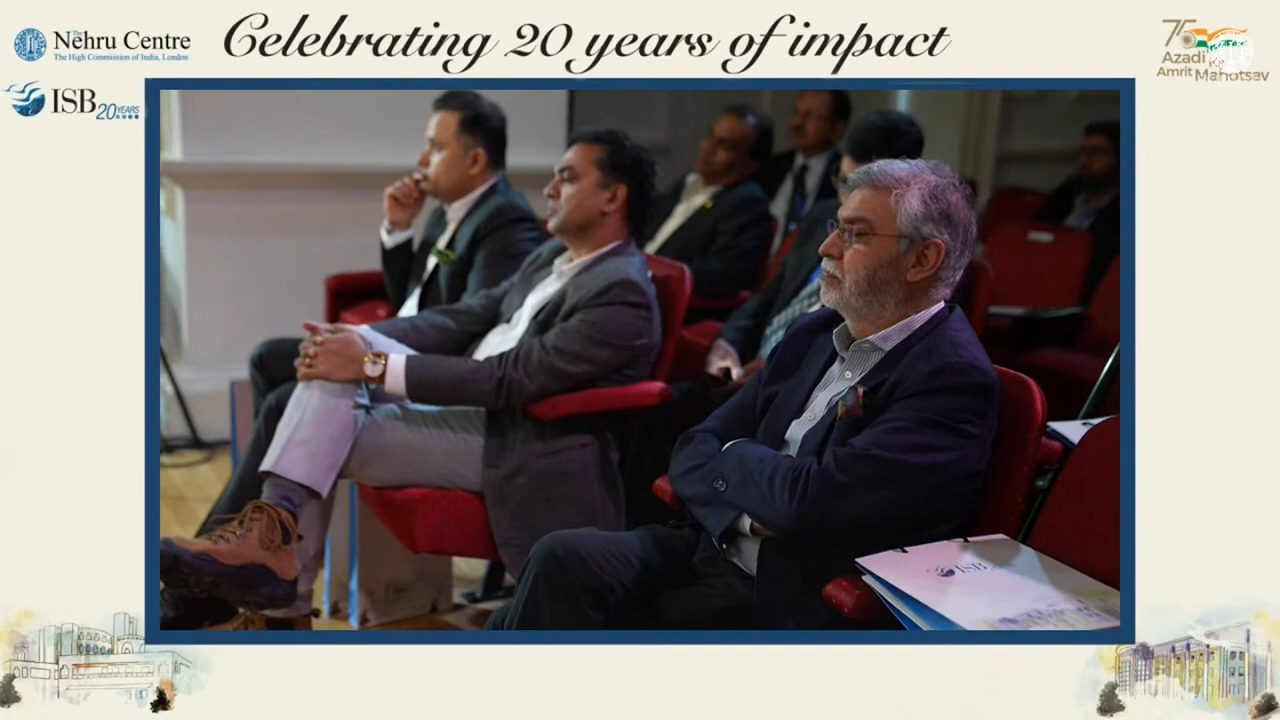 The
Nehru Centre
The High Commission of India, London
Celebrating 20 years of impact
75
Azadi Ka
Amrit Mahotsav
ISB 20 YEARS
ISB